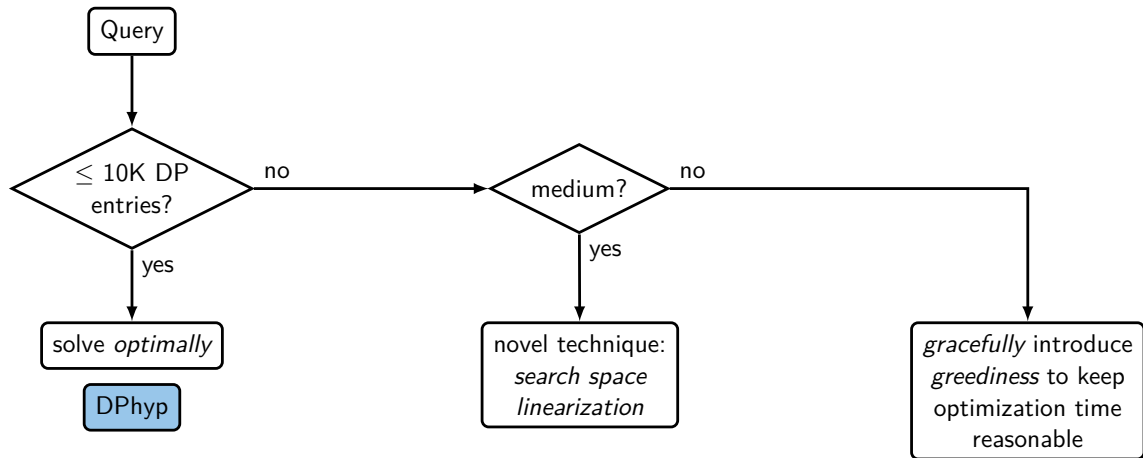 Query
≤ 10K DP
entries?
no
medium?
no
yes
yes
solve optimally
DPhyp
novel technique:
search space
linearization
gracefully introduce
greediness to keep
optimization time
reasonable